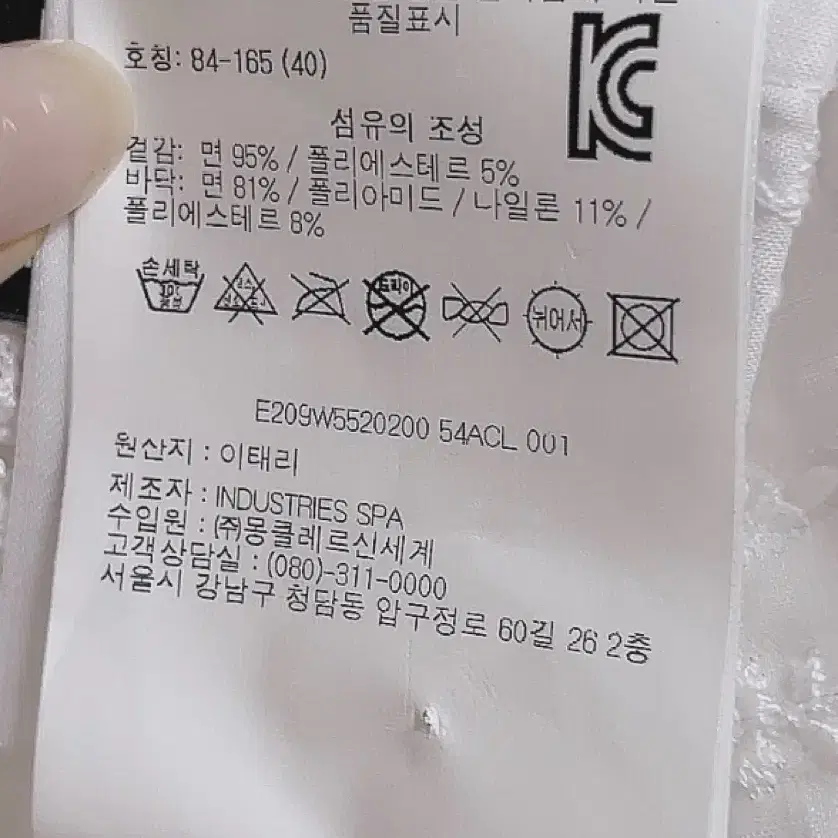 품질표시
호칭: 84-165 (40)
KC
섬유의 조성
겉감: 면 95% / 폴리에스테르 5%
바닥: 면 81% / 폴리아미드 / 나일론 11% /
폴리에스테르 8%
손세탁
드라이
뉘어서
E209W5520200 54ACL 001
원산지 : 이태리
제조자 : INDUSTRIES SPA
수입원 : ㈜몽클레르신세계
고객상담실 : (080)-311-0000
서울시 강남구 청담동 압구정로 60길 26 2층